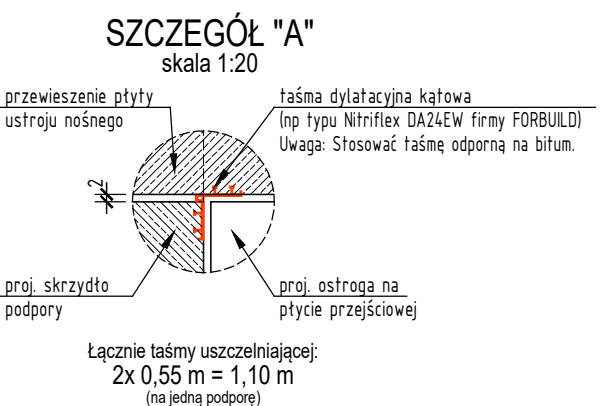 SZCZEGÓŁ "A"
skala 1:20
przewieszenie płyty
ustroju nośnego
taśma dylatacyjna kątowa
(np typu Nitriflex DA24EW firmy FORBUILD)
Uwaga: Stosować taśmę odporną na bitum.
2
proj. skrzydło
podpory
proj. ostroga na
płycie przejściowej
Łącznie taśmy uszczelniającej:
2x 0,55 m = 1,10 m
(na jedną podporę)